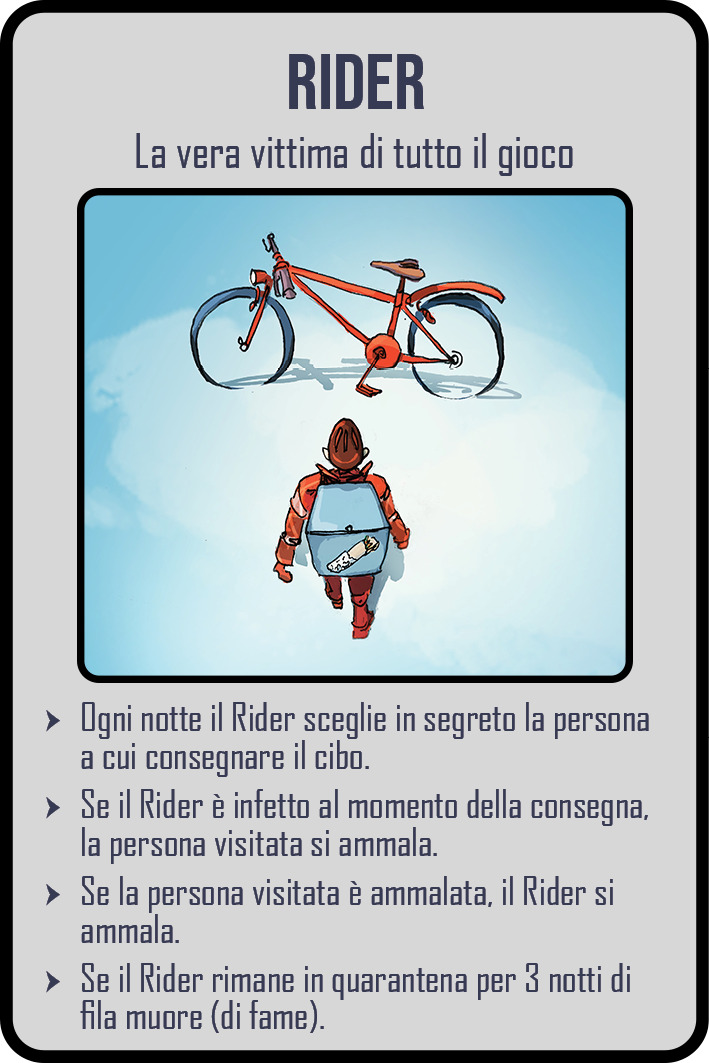 RIDER
La vera vittima di tutto il gioco
Ogni notte il Rider sceglie in segreto la persona
a cui consegnare il cibo.
Se il Rider è infetto al momento della consegna,
la persona visitata si ammala.
Se la persona visitata è ammalata, il Rider si
ammala.
Se il Rider rimane in quarantena per 3 notti di
fila muore (di fame).